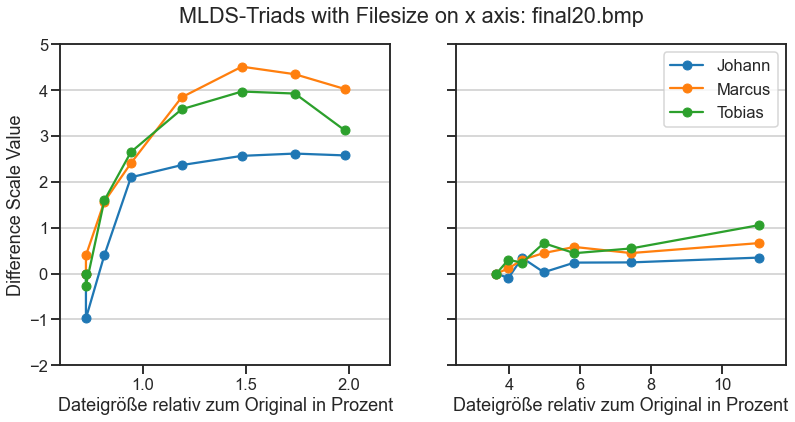 MLDS-Triads with Filesize on x axis: final20.bmp
Difference Scale Value
5
4
3
2
1
0
−1
−2
1.0 1.5 2.0
Dateigröße relativ zum Original in Prozent
Johann
Marcus
Tobias
4 6 8 10
Dateigröße relativ zum Original in Prozent